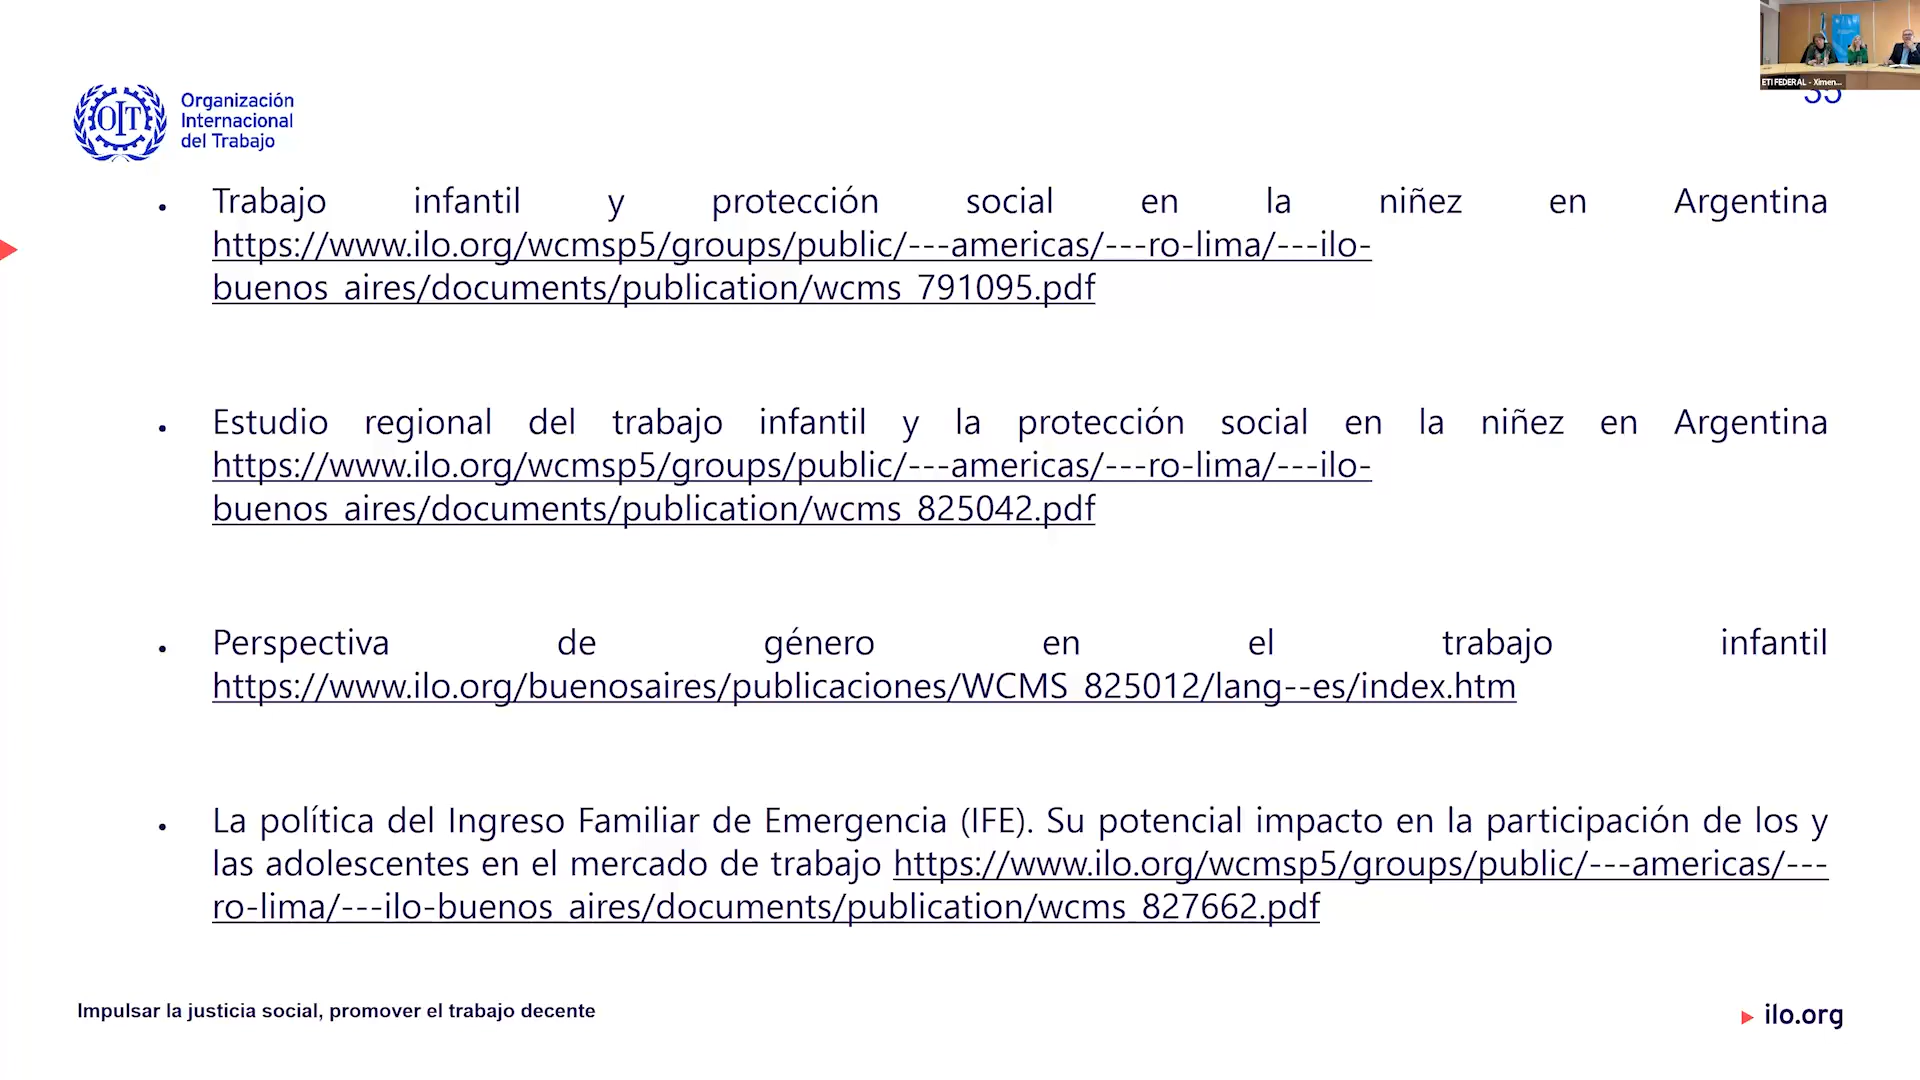 ETI FEDERAL - Ximen...
35
OIT
Organización
Internacional
del Trabajo
• Trabajo infantil y protección social en la niñez en Argentina
https://www.ilo.org/wcmsp5/groups/public/---americas/---ro-lima/---ilo-
buenos_aires/documents/publication/wcms_791095.pdf
• Estudio regional del trabajo infantil y la protección social en la niñez en Argentina
https://www.ilo.org/wcmsp5/groups/public/---americas/---ro-lima/---ilo-
buenos_aires/documents/publication/wcms_825042.pdf
• Perspectiva de género en el trabajo infantil
https://www.ilo.org/buenosaires/publicaciones/WCMS_825012/lang--es/index.htm
• La política del Ingreso Familiar de Emergencia (IFE). Su potencial impacto en la participación de los y
las adolescentes en el mercado de trabajo https://www.ilo.org/wcmsp5/groups/public/---americas/---
ro-lima/---ilo-buenos_aires/documents/publication/wcms_827662.pdf
Impulsar la justicia social, promover el trabajo decente
ilo.org